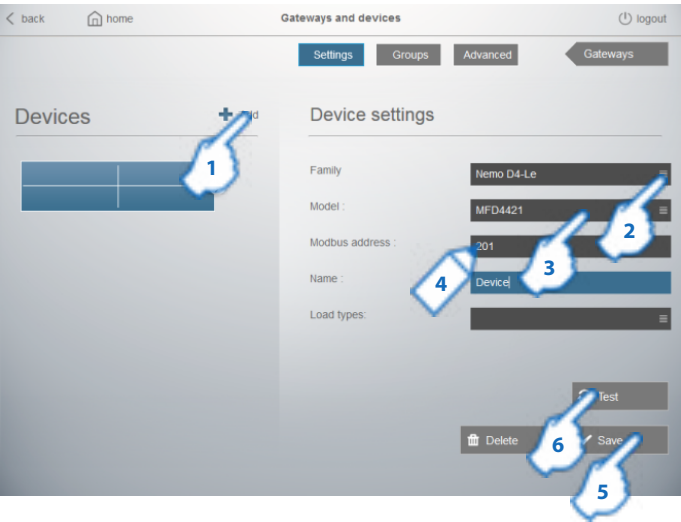 back home Gateways and devices logout
Settings Groups Advanced Gateways
Devices
Device settings
1
Family Nemo D4-Le
2
Model : MFD4421
Modbus address : 201
3
4
Name : Device
Load types:
Test
Delete Save
6
5